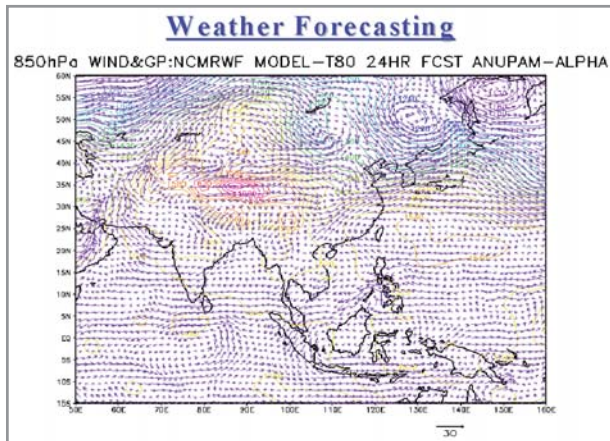 Weather Forecasting
850hPa WIND&GP:NCMRWF MODEL-T80 24HR FCST ANUPAM-ALPHA
60N
55N
50N
45N
40N
35N
30N
25N
20N
15N
10N
5N
EQ
5S
10S
15S
50E 60E 70E 80E 90E 100E 110E 120E 130E 140E 150E 160E
30